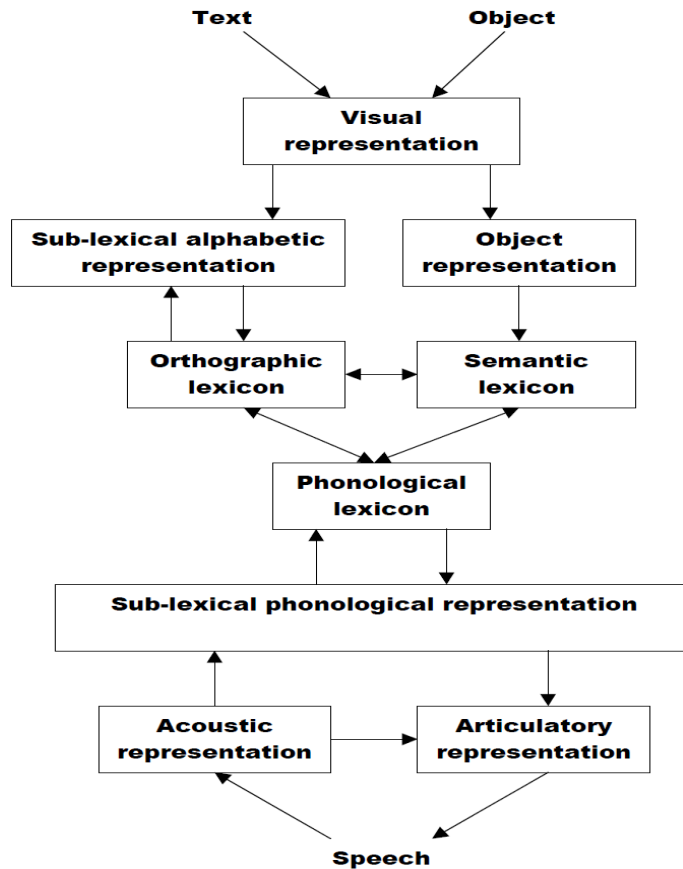 Text Object
Visual
representation
Sub-lexical alphabetic
representation
Object
representation
Orthographic
lexicon
Semantic
lexicon
Phonological
lexicon
Sub-lexical phonological representation
Acoustic
representation
Articulatory
representation
Speech